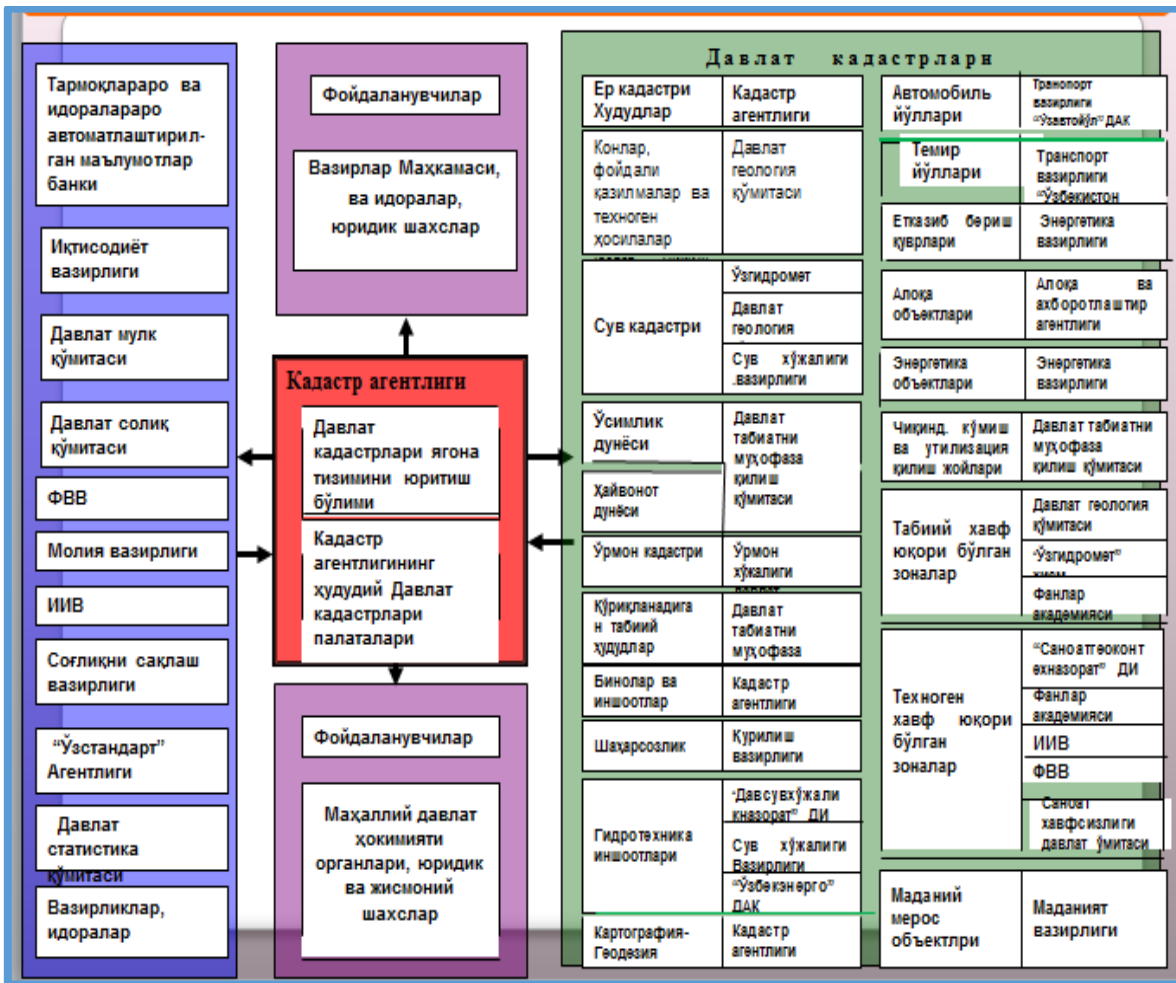 Тармоқлараро ва
идоралараро
автоматлаштирил-
ган маълумотлар
банки
Иқтисодиёт
вазирлиги
Давлат мулк
қўмитаси
Давлат солиқ
қўмитаси
ФВВ
Молия вазирлиги
ИИВ
Соғлиқни сақлаш
вазирлиги
“Ўзстандарт”
Агентлиги
Давлат
статистика
қўмитаси
Вазирликлар,
идоралар
Фойдаланувчилар
Вазирлар Маҳкамаси,
ва идоралар,
юридик шахслар
Кадастр агентлиги
Давлат
кадастрлари ягона
тизимини юритиш
бўлими
Кадастр
агентлигининг
ҳудудий Давлат
кадастрлари
палаталари
Фойдаланувчилар
Маҳаллий давлат
ҳокимияти
органлари, юридик
ва жисмоний
шахслар
Давлат кадастрлари
Ер кадастри
Худудлар
Кадастр
агентлиги
Конлар,
фойдали
қазилмалар ва
техноген
ҳосилалар
Давлат
геология
қўмитаси
Сув кадастри
Ўзгидромет
Давлат
геология
Сув хўжалиги
.вазирлиги
Ўсимлик
дунёси
Ҳайвонот
дунёси
Давлат
табиатни
муҳофаза
қилиш
қўмитаси
Ўрмон кадастри
Ўрмон
хўжалиги
Қўриқланадига
н табиий
ҳудудлар
Давлат
табиатни
муҳофаза
Бинолар ва
иншоотлар
Кадастр
агентлиги
Шаҳарсозлик
Қурилиш
вазирлиги
Гидротехника
иншоотлари
“Давсувхўжали
кназорат” ДИ
Сув хўжалиги
Вазирлиги
“Ўзбекэнерго”
ДАК
Картография-
Геодезия
Кадастр
агентлиги
Автомобиль
йўллари
Транпорт
вазирлиги
“Ўзавтойўл” ДАК
Темир
йўллари
Транспорт
вазирлиги
“Ўзбекистон
Етказиб бериш
қуврлари
Энергетика
вазирлиги
Алоқа
объектлари
Алоқа ва
ахборотлаштир
агентлиги
Энергетика
объектлари
Энергетика
вазирлиги
Чиқинд. кўмиш
ва утилизация
қилиш жойлари
Давлат табиатни
муҳофаза
қилиш қўмитаси
Табиий хавф
юқори бўлган
зоналар
Давлат геология
қўмитаси
“Ўзгидромет”
Фанлар
академияси
Техноген
хавф юқори
бўлган
зоналар
“Саноатгеоконт
ехназорат” ДИ
Фанлар
академияси
ИИВ
ФВВ
Саноат
хавфсизлиги
давлат ўмитаси
Маданий
мерос
объектлри
Маданият
вазирлиги